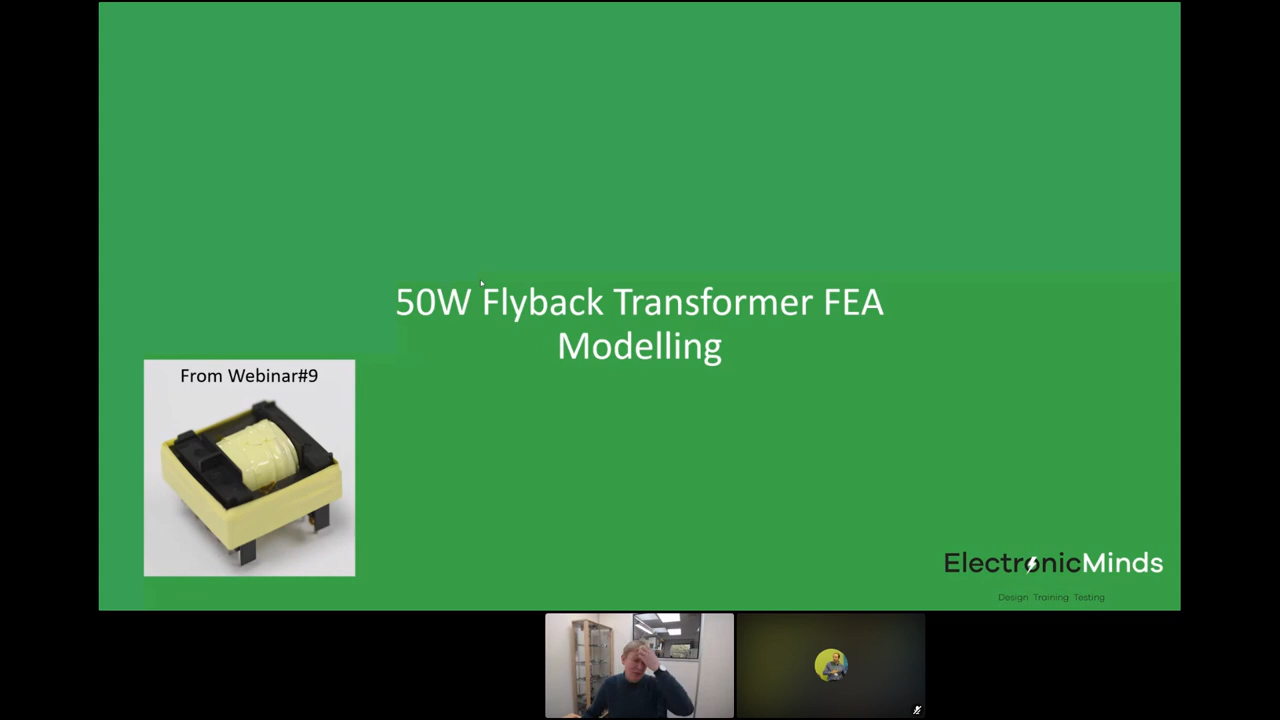 50W Flyback Transformer FEA
Modelling
From Webinar#9
ElectronicMinds
Design Training Testing